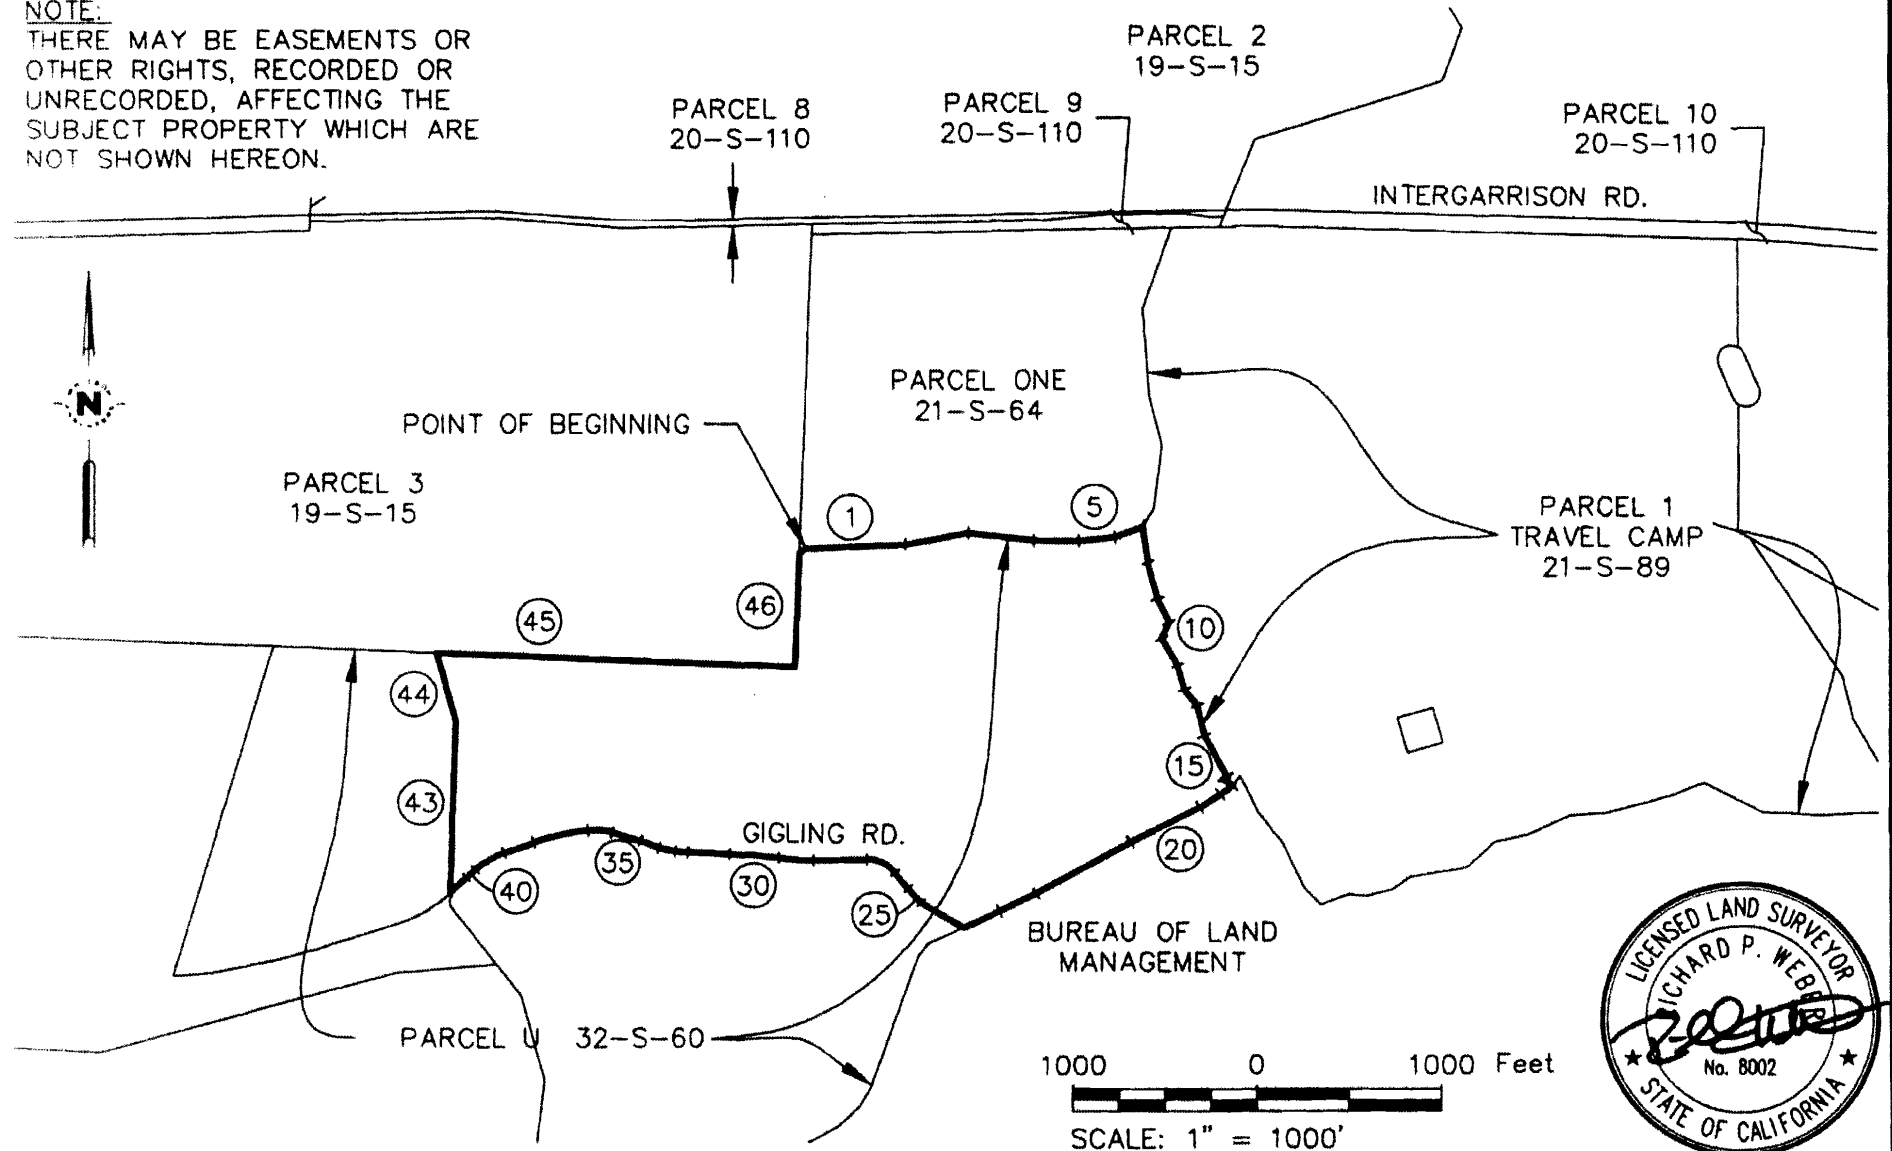 NOTE:
THERE MAY BE EASEMENTS OR
OTHER RIGHTS, RECORDED OR
UNRECORDED, AFFECTING THE
SUBJECT PROPERTY WHICH ARE
NOT SHOWN HEREON.
PARCEL 2
19-S-15
PARCEL 8
20-S-110
PARCEL 9
20-S-110
PARCEL 10
20-S-110
INTERGARRISON RD.
N
PARCEL ONE
21-S-64
POINT OF BEGINNING
PARCEL 3
19-S-15
1
5
PARCEL 1
TRAVEL CAMP
21-S-89
46
45
10
44
15
43
GIGLING RD.
20
35
30
40
25
BUREAU OF LAND
MANAGEMENT
PARCEL U 32-S-60
1000 0 1000 Feet
SCALE: 1" = 1000'
LICENSED LAND SURVEYOR
RICHARD P. WEBER
No. 8002
STATE OF CALIFORNIA